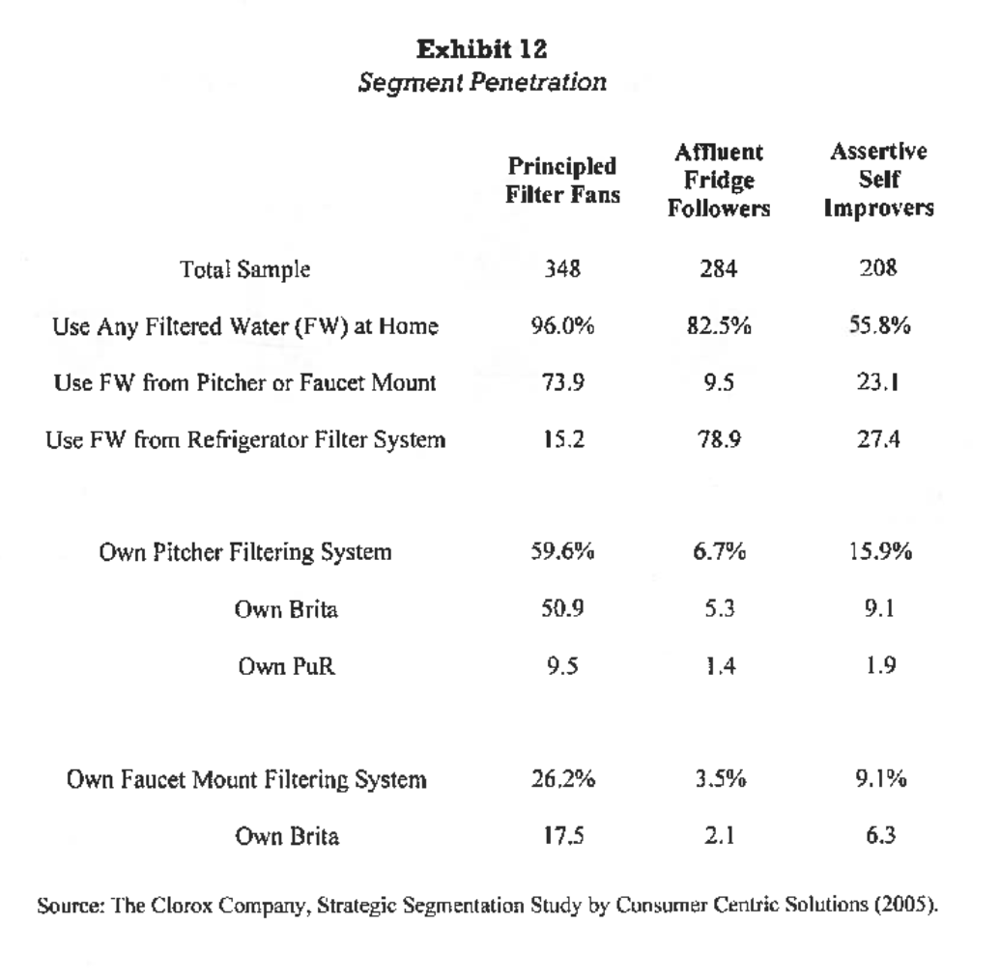 Exhibit 12
Segment Penetration
Principled Filter Fans
Affluent Fridge Followers
Assertive Self Improvers
Total Sample 348 284 208
Use Any Filtered Water (FW) at Home 96.0% 82.5% 55.8%
Use FW from Pitcher or Faucet Mount 73.9 9.5 23.1
Use FW from Refrigerator Filter System 15.2 78.9 27.4
Own Pitcher Filtering System 59.6% 6.7% 15.9%
Own Brita 50.9 5.3 9.1
Own PuR 9.5 1.4 1.9
Own Faucet Mount Filtering System 26.2% 3.5% 9.1%
Own Brita 17.5 2.1 6.3
Source: The Clorox Company, Strategic Segmentation Study by Consumer Centric Solutions (2005).